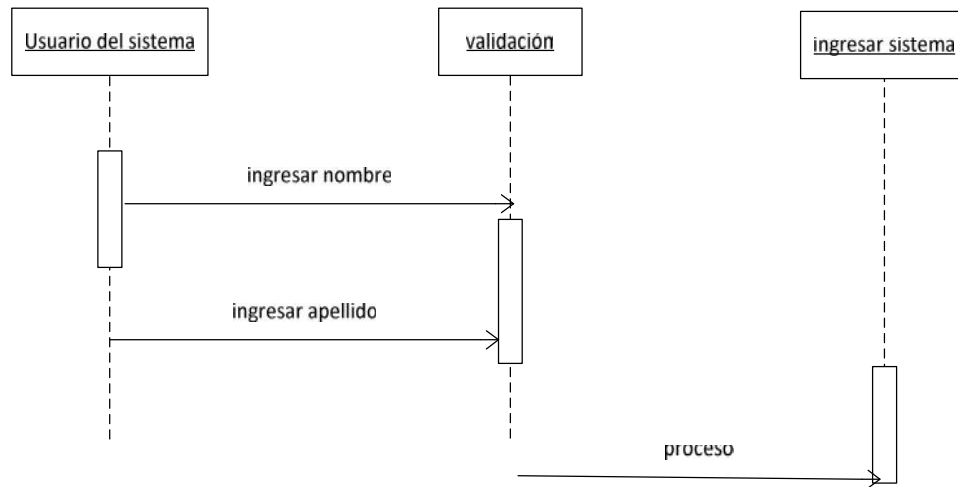 Usuario del sistema
validación
ingresar sistema
ingresar nombre
ingresar apellido
proceso